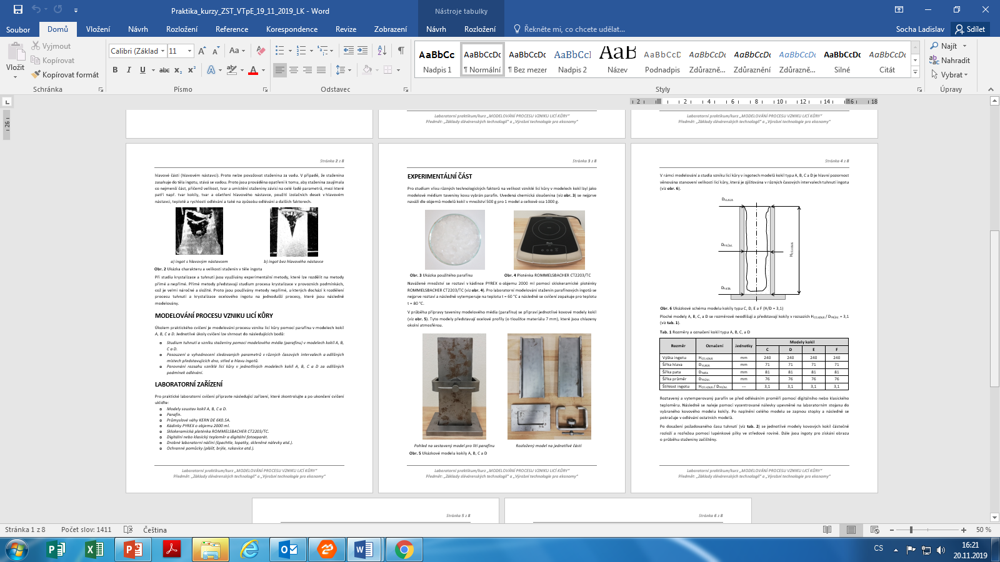 Praktika_kurzy_ZST_VTpE_19_11_2019_LK - Word
Nástroje tabulky
Soubor Domů Vložení Návrh Rozložení Reference Korespondence Revize Zobrazení Návrh Rozložení Řekněte mi, co chcete udělat... Socha Ladislav Sdílet
Vložit
Vyjmout
Kopírovat
Kopírovat formát
Schránka
Calibri (Základ 11
Písmo
Odstavec
AaBbCc AaBbCcDc AaBbCcDc AaBbCcI AaB AaBbCcD AaBbCcDc AaBbCcDc AaBbCcDc AaBbCcDc AaBbCcDc
Nadpis 1 ¶ Normální ¶ Bez mezer Nadpis 2 Název Podnadpis Zdůrazně... Zdůraznění Zdůrazně... Silné Citát
Styly
Najít
Nahradit
Vybrat
Úpravy
2 2 4 6 8 10 12 14 16 18
26
Laboratorní praktikum/kurz „MODELOVÁNÍ PROCESU VZNIKU LICÍ KŮRY“
Předmět: „Základy slévárenských technologií“ a „Výrobní technologie pro ekonomy“
Laboratorní praktikum/kurz „MODELOVÁNÍ PROCESU VZNIKU LICÍ KŮRY“
Předmět: „Základy slévárenských technologií“ a „Výrobní technologie pro ekonomy“
Stránka 2 z 8
hlavové části (hlavovém nástavci). Proto nelze považovat staženinu za vadu. V případě, že staženina
zasahuje do těla ingotu, stává se vadou. Proto jsou prováděna opatření k tomu, aby staženina zaujímala
co nejmenší část, přičemž velikost, tvar a umístění staženiny závisí na celé řadě parametrů, mezi které
patří např. tvar kokily, tvar a ošetření hlavového nástavce, použití izolačních desek v hlavovém
nástavci, teplotě a rychlosti odlévání a také na způsobu odlévání a dalších faktorech.
a) ingot s hlavovým nástavcem b) ingot bez hlavového nástavce
Obr. 2 Ukázka charakteru a velikosti staženin v těle ingotu
Při studiu krystalizace a tuhnutí jsou využívány experimentální metody, které lze rozdělit na metody
přímé a nepřímé. Přímé metody představují studium procesu krystalizace v provozních podmínkách,
což je velmi náročné a složité. Proto jsou používány metody nepřímé, u kterých dochází k rozdělení
procesu tuhnutí a krystalizace ocelového ingotu na jednodušší procesy, které jsou následně
modelovány.
MODELOVÁNÍ PROCESU VZNIKU LICÍ KŮRY
Úkolem praktického cvičení je modelování procesu vzniku licí kůry pomocí parafínu v modelech kokil
A, B, C a D. Jednotlivé úkoly cvičení lze shrnout do následujících bodů:
Studium tuhnutí a vzniku staženiny pomocí modelového média (parafínu) v modelech kokil A, B,
C a D.
Posouzení a vyhodnocení sledovaných parametrů v různých časových intervalech a odlišných
místech představujících dno, střed a hlavu ingotů.
Porovnání rozsahu vzniklé licí kůry v jednotlivých modelech kokil A, B, C a D za odlišných
podmínek odlévání.
LABORATORNÍ ZAŘÍZENÍ
Pro praktické laboratorní cvičení připravte následující zařízení, které zkontrolujte a po ukončení cvičení
ukliďte:
Modely soustav kokil A, B, C a D.
Parafín.
Průmyslové váhy KERN DE 6K0.5A.
Kádinky PYREX o objemu 2000 ml.
Sklokeramická ploténka ROMMELSBACHER CT2203/TC.
Digitální nebo klasický teploměr a digitální fotoaparát.
Drobné laboratorní náčiní (špachtle, lopatky, skleněné nálevky atd.).
Ochranné pomůcky (plášť, brýle, rukavice atd.).
Laboratorní praktikum/kurz „MODELOVÁNÍ PROCESU VZNIKU LICÍ KŮRY“
Předmět: „Základy slévárenských technologií“ a „Výrobní technologie pro ekonomy“
Stránka 3 z 8
EXPERIMENTÁLNÍ ČÁST
Pro studium vlivu různých technologických faktorů na velikost vzniklé licí kůry v modelech kokil byl jako
modelové médium taveniny kovu vybrán parafín. Uvedená chemická sloučenina (viz obr. 3) se nejprve
naváží dle objemů modelů kokil v množství 500 g pro 1 model a celkově cca 1000 g.
Obr. 3 Ukázka použitého parafínu Obr. 4 Ploténka ROMMELSBACHER CT2203/TC
Navážené množství se roztaví v kádince PYREX o objemu 2000 ml pomocí sklokeramické ploténky
ROMMELSBACHER CT2203/TC (viz obr. 4). Pro laboratorní modelování staženin parafínových ingotů se
nejprve roztaví a následně vytemperuje na teplotu t = 60 °C a následně se cvičení zopakuje pro teplotu
t = 80 °C.
V průběhu přípravy taveniny modelového média (parafínu) se připraví jednotlivé kovové modely kokil
(viz obr. 5). Tyto modely představují ocelové profily (o tloušťce materiálu 7 mm), které jsou chlazeny
okolní atmosférou.
Pohled na sestavený model pro lití parafínu Rozložený model na jednotlivé části
Obr. 5 Ukázkové modelu kokily A, B, C a D
Laboratorní praktikum/kurz „MODELOVÁNÍ PROCESU VZNIKU LICÍ KŮRY“
Předmět: „Základy slévárenských technologií“ a „Výrobní technologie pro ekonomy“
Stránka 4 z 8
V rámci modelování a studia vzniku licí kůry v ingotech modelů kokil typu A, B, C a D je hlavní pozornost
věnována stanovení velikosti licí kůry, která je zjišťována v různých časových intervalech tuhnutí ingotu
(viz obr. 6).
DHLAVA
DPRŮM.
DPATA
HCELKOVÁ
Obr. 6 Ukázkové schéma modelu kokily typu C, D, E a F (H/D = 3,1)
Ploché modely A, B, C, a D se rozměrově neodlišují a představují kokily v rozsazích HCELKOVÁ / DPRŮM. = 3,1
(viz tab. 1).
Tab. 1 Rozměry a označení kokil typu A, B, C, a D
Rozměr Označení Jednotky Modely kokil
C D E F
Výška ingotu HCELKOVÁ mm 240 240 240 240
Šířka hlava DHLAVA mm 71 71 71 71
Šířka pata DPATA mm 81 81 81 81
Šířka průměr DPRŮM. mm 76 76 76 76
Štíhlost ingotu HCELKOVÁ / DPRŮM. --- 3,1 3,1 3,1 3,1
Roztavený a vytemperovaný parafín se před odléváním proměří pomocí digitálního nebo klasického
teploměru. Následně se naleje pomocí vycentrované nálevky upevněné na laboratorním stojanu do
vybraného kovového modelu kokily. Po naplnění celého modelu se zapnou stopky a následně se
pokračuje v odlévání ostatních modelů.
Po dosažení požadovaného času tuhnutí (viz tab. 2) se jednotlivé modely kovových kokil částečně
rozloží a rozřežou pomocí lupénkové pilky ve středové rovině. Dále jsou ingoty pro získání obrazu
o průběhu staženiny začištěny.
Laboratorní praktikum/kurz „MODELOVÁNÍ PROCESU VZNIKU LICÍ KŮRY“
Předmět: „Základy slévárenských technologií“ a „Výrobní technologie pro ekonomy“
Stránka 5 z 8
Stránka 6 z 8
Stránka 1 z 8 Počet slov: 1411 Čeština 50 %
CS 16:21
20.11.2019